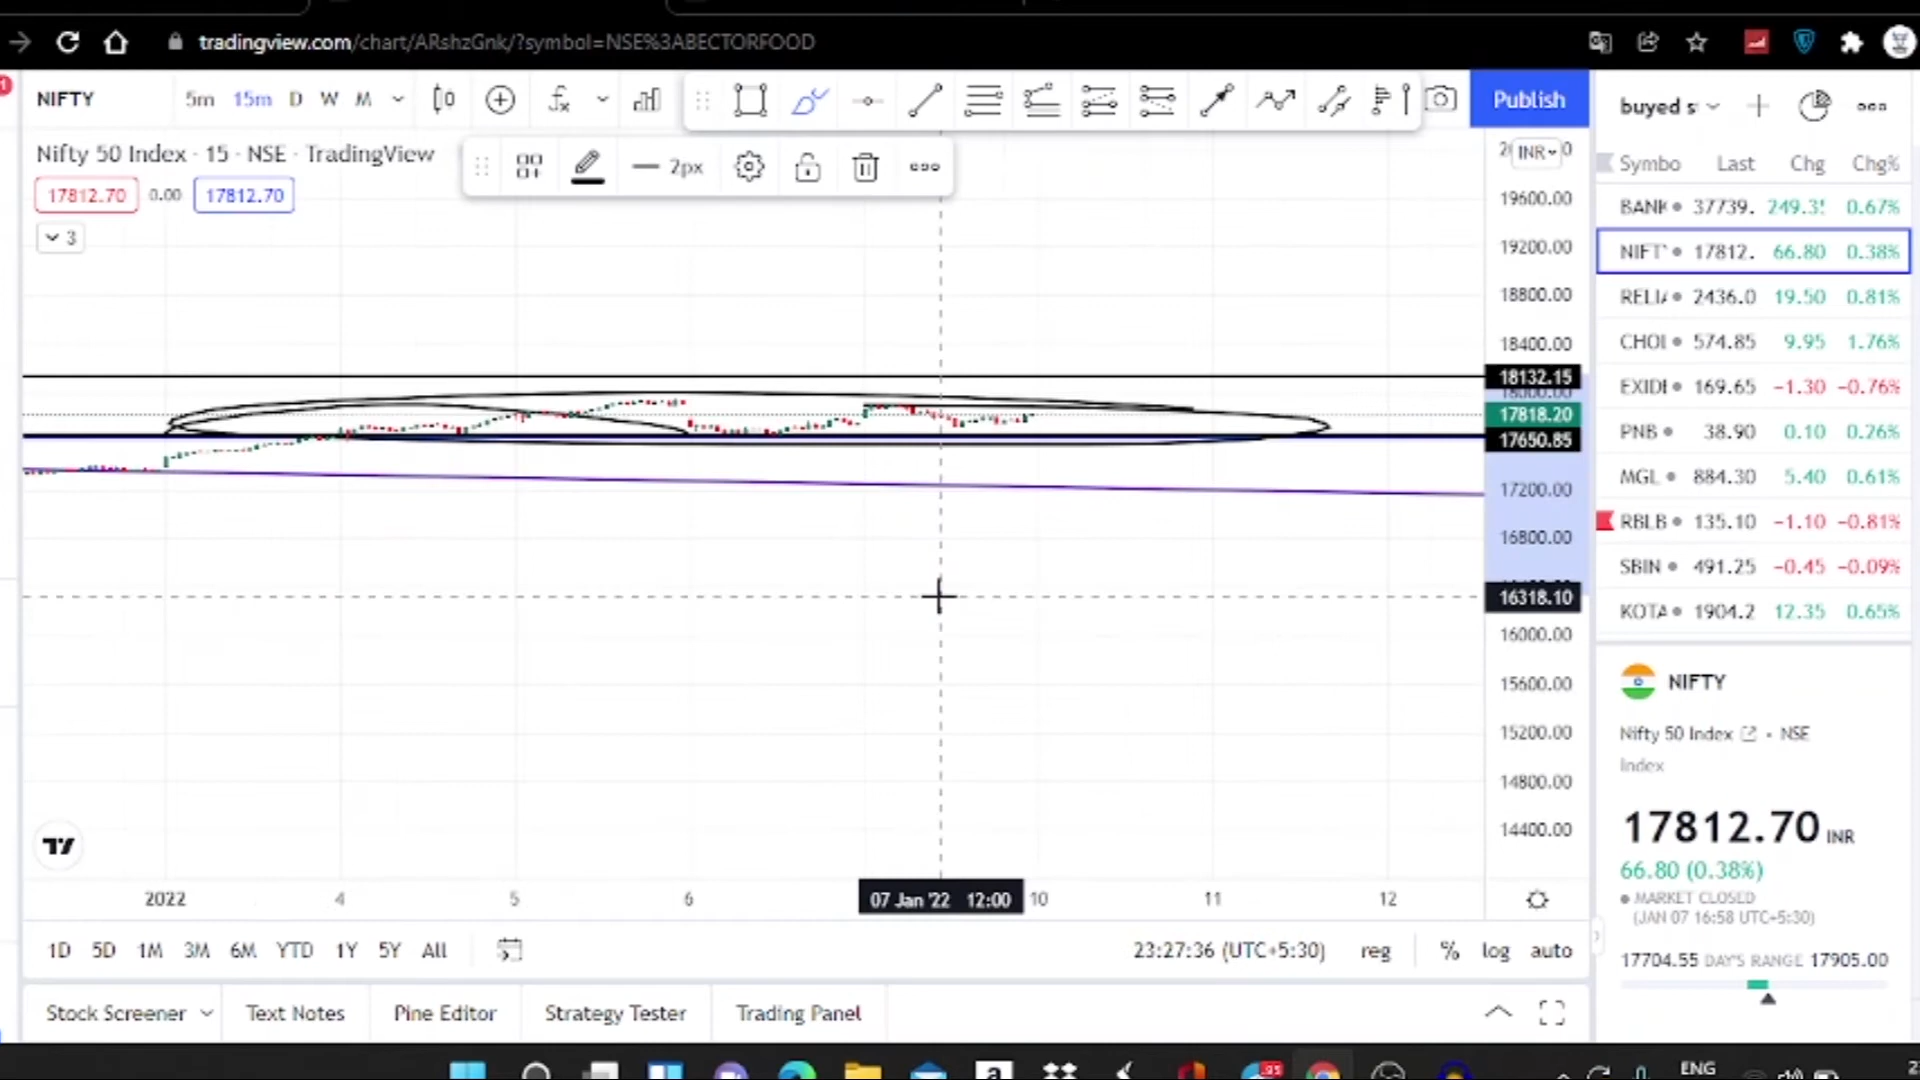 tradingview.com/chart/ARshzGnk/?symbol=NSE%3ABECTORFOOD
1
NIFTY 5m 15m D W M Publish
Nifty 50 Index · 15 · NSE · TradingView
2px
17812.70 0.00 17812.70
3
INR
19600.00
19200.00
18800.00
18400.00
18132.15
18000.00
17818.20
17650.85
17200.00
16800.00
16318.10
16000.00
15600.00
15200.00
14800.00
14400.00
2022 4 5 6 07 Jan '22 12:00 10 11 12
1D 5D 1M 3M 6M YTD 1Y 5Y All 23:27:36 (UTC+5:30) reg % log auto
Stock Screener Text Notes Pine Editor Strategy Tester Trading Panel
buyed s
Symbo Last Chg Chg%
BANK 37739. 249.3 0.67%
NIFT 17812. 66.80 0.38%
RELI 2436.0 19.50 0.81%
CHOL 574.85 9.95 1.76%
EXIDE 169.65 −1.30 −0.76%
PNB 38.90 0.10 0.26%
MGL 884.30 5.40 0.61%
RBLB 135.10 −1.10 −0.81%
SBIN 491.25 −0.45 −0.09%
KOTA 1904.2 12.35 0.65%
NIFTY
Nifty 50 Index · NSE
Index
17812.70 INR
66.80 (0.38%)
MARKET CLOSED
(JAN 07 16:58 UTC+5:30)
17704.55 DAY'S RANGE 17905.00
95
ENG